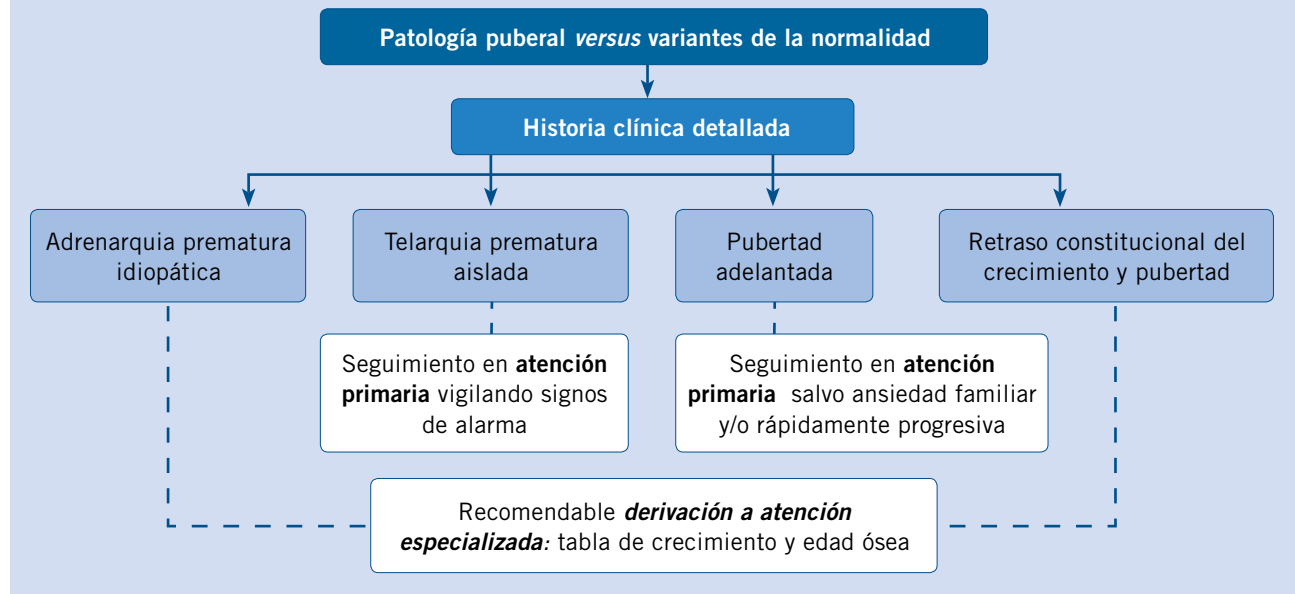 Patología puberal versus variantes de la normalidad
Historia clínica detallada
Adrenarquia prematura
idiopática
Telarquia prematura
aislada
Pubertad
adelantada
Retraso constitucional del
crecimiento y pubertad
Seguimiento en atención
primaria vigilando signos
de alarma
Seguimiento en atención
primaria salvo ansiedad familiar
y/o rápidamente progresiva
Recomendable derivación a atención
especializada: tabla de crecimiento y edad ósea